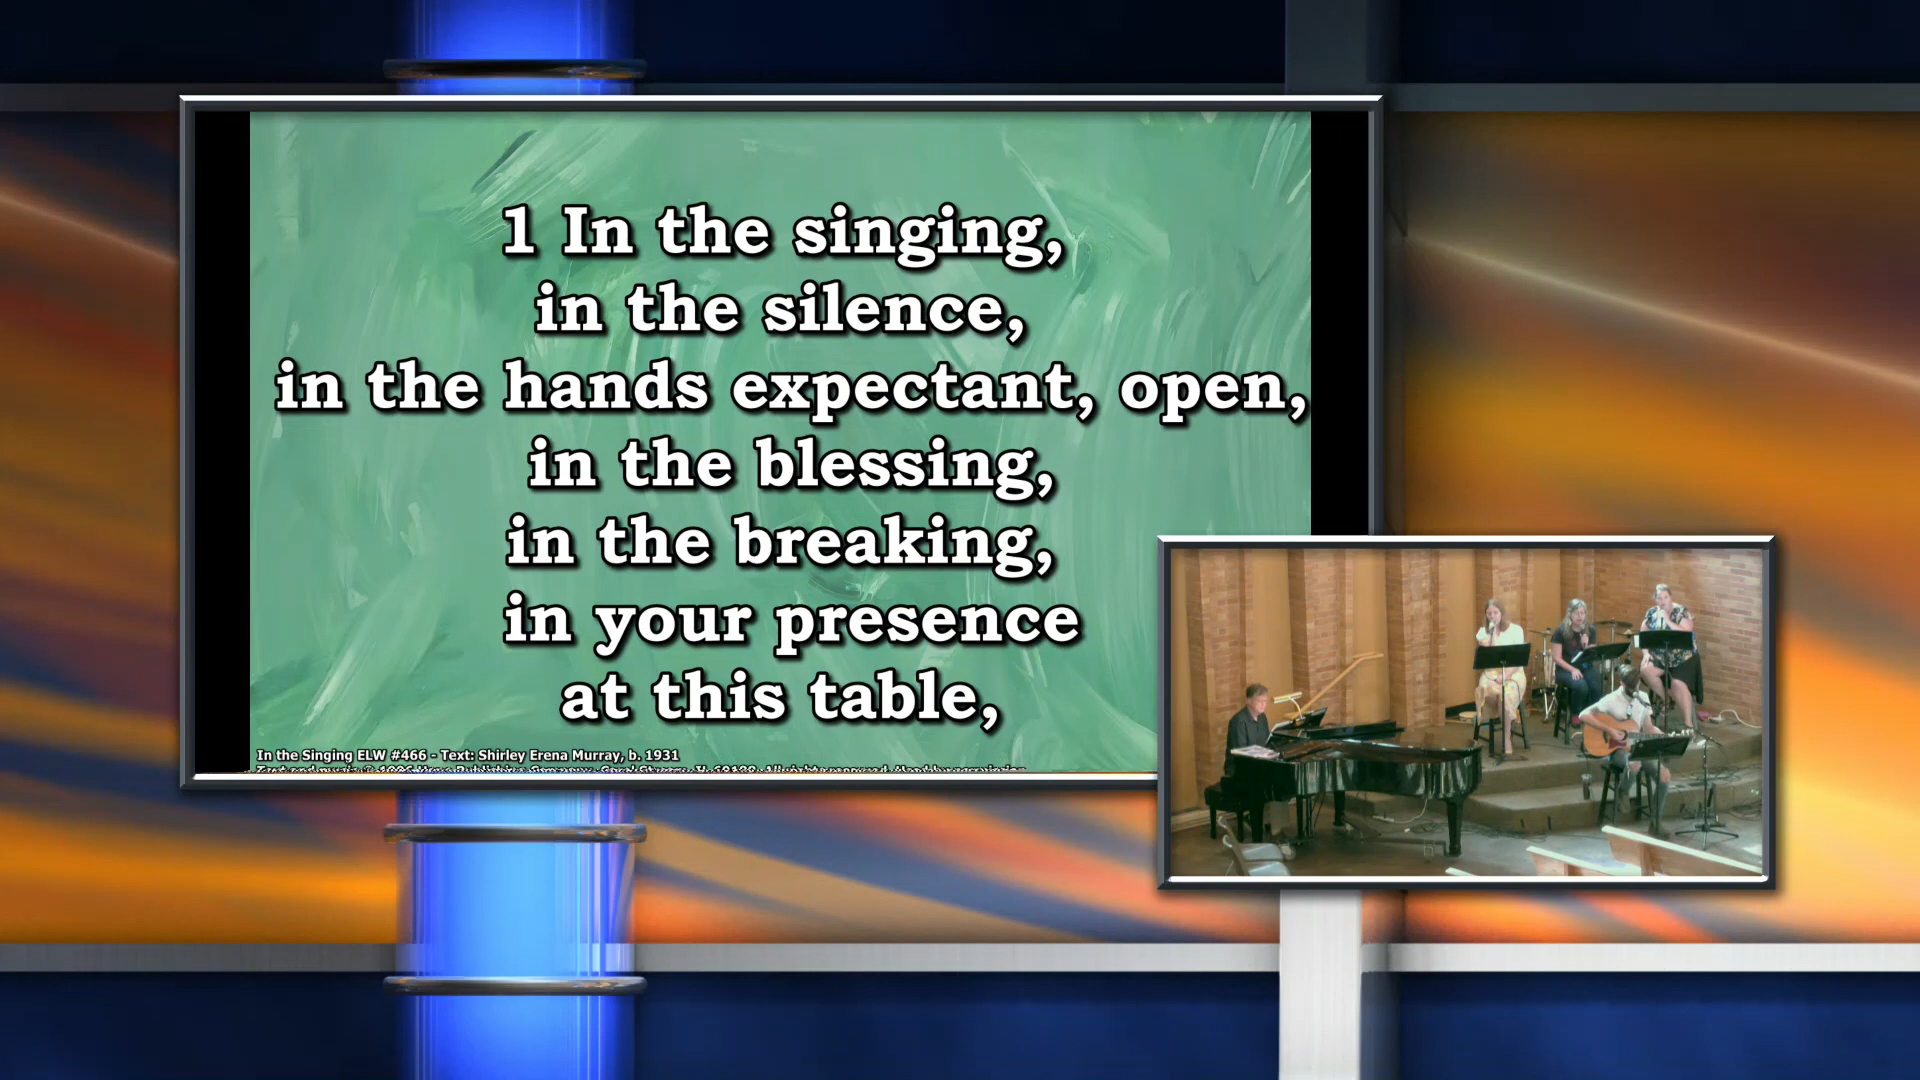 1 In the singing,
in the silence,
in the hands expectant, open,
in the blessing,
in the breaking,
in your presence
at this table,
In the Singing ELW #466 - Text: Shirley Erena Murray, b. 1931